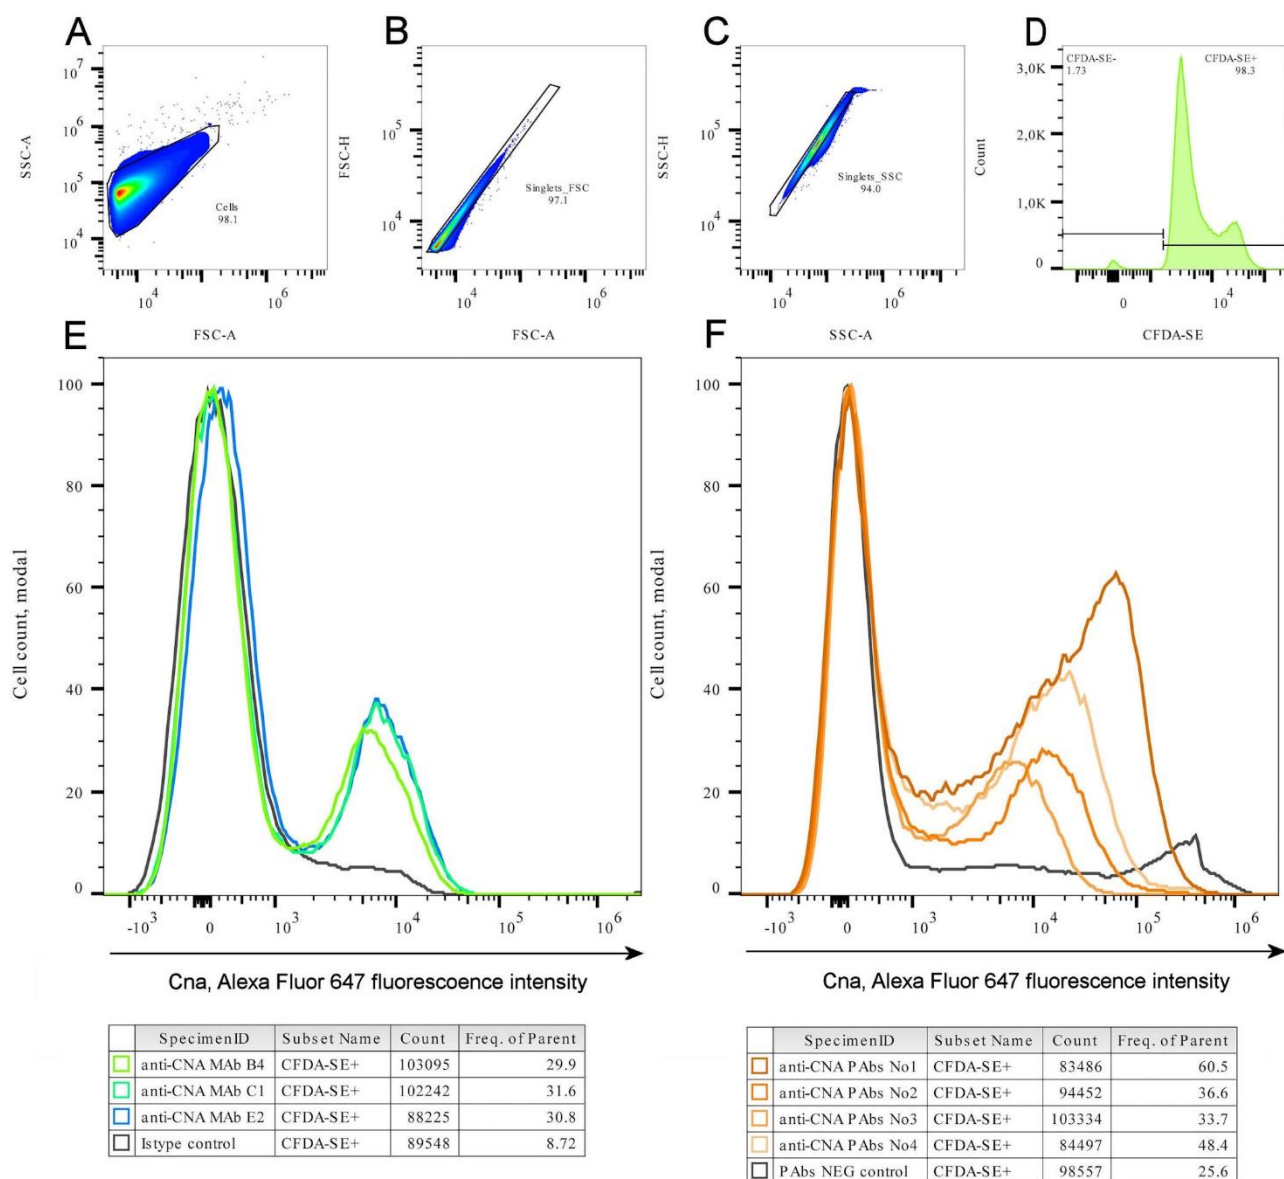 A
B
C
D
10^7
10^6
10^5
10^4
SSC-A
Cells
98.1
10^4
10^6
FSC-A
FSC-H
10^5
10^4
Singlets_FSC
97.1
10^4
10^6
FSC-A
SSC-H
10^5
10^4
Singlets_SSC
94.0
10^4
10^6
SSC-A
Count
3,0K
2,0K
1,0K
0
CFDA-SE-
1.73
CFDA-SE+
98.3
0
10^4
CFDA-SE
E
Cell count, modal
100
80
60
40
20
0
-10^3
0
10^3
10^4
10^5
10^6
Cna, Alexa Fluor 647 fluorescoence intensity
F
Cell count, modal
100
80
60
40
20
0
-10^3
0
10^3
10^4
10^5
10^6
Cna, Alexa Fluor 647 fluorescoence intensity
SpecimenID Subset Name Count Freq. of Parent
anti-CNA MAb B4 CFDA-SE+ 103095 29.9
anti-CNA MAb C1 CFDA-SE+ 102242 31.6
anti-CNA MAb E2 CFDA-SE+ 88225 30.8
Istype control CFDA-SE+ 89548 8.72
SpecimenID Subset Name Count Freq. of Parent
anti-CNA PAbs No1 CFDA-SE+ 83486 60.5
anti-CNA PAbs No2 CFDA-SE+ 94452 36.6
anti-CNA PAbs No3 CFDA-SE+ 103334 33.7
anti-CNA PAbs No4 CFDA-SE+ 84497 48.4
PAbs NEG control CFDA-SE+ 98557 25.6